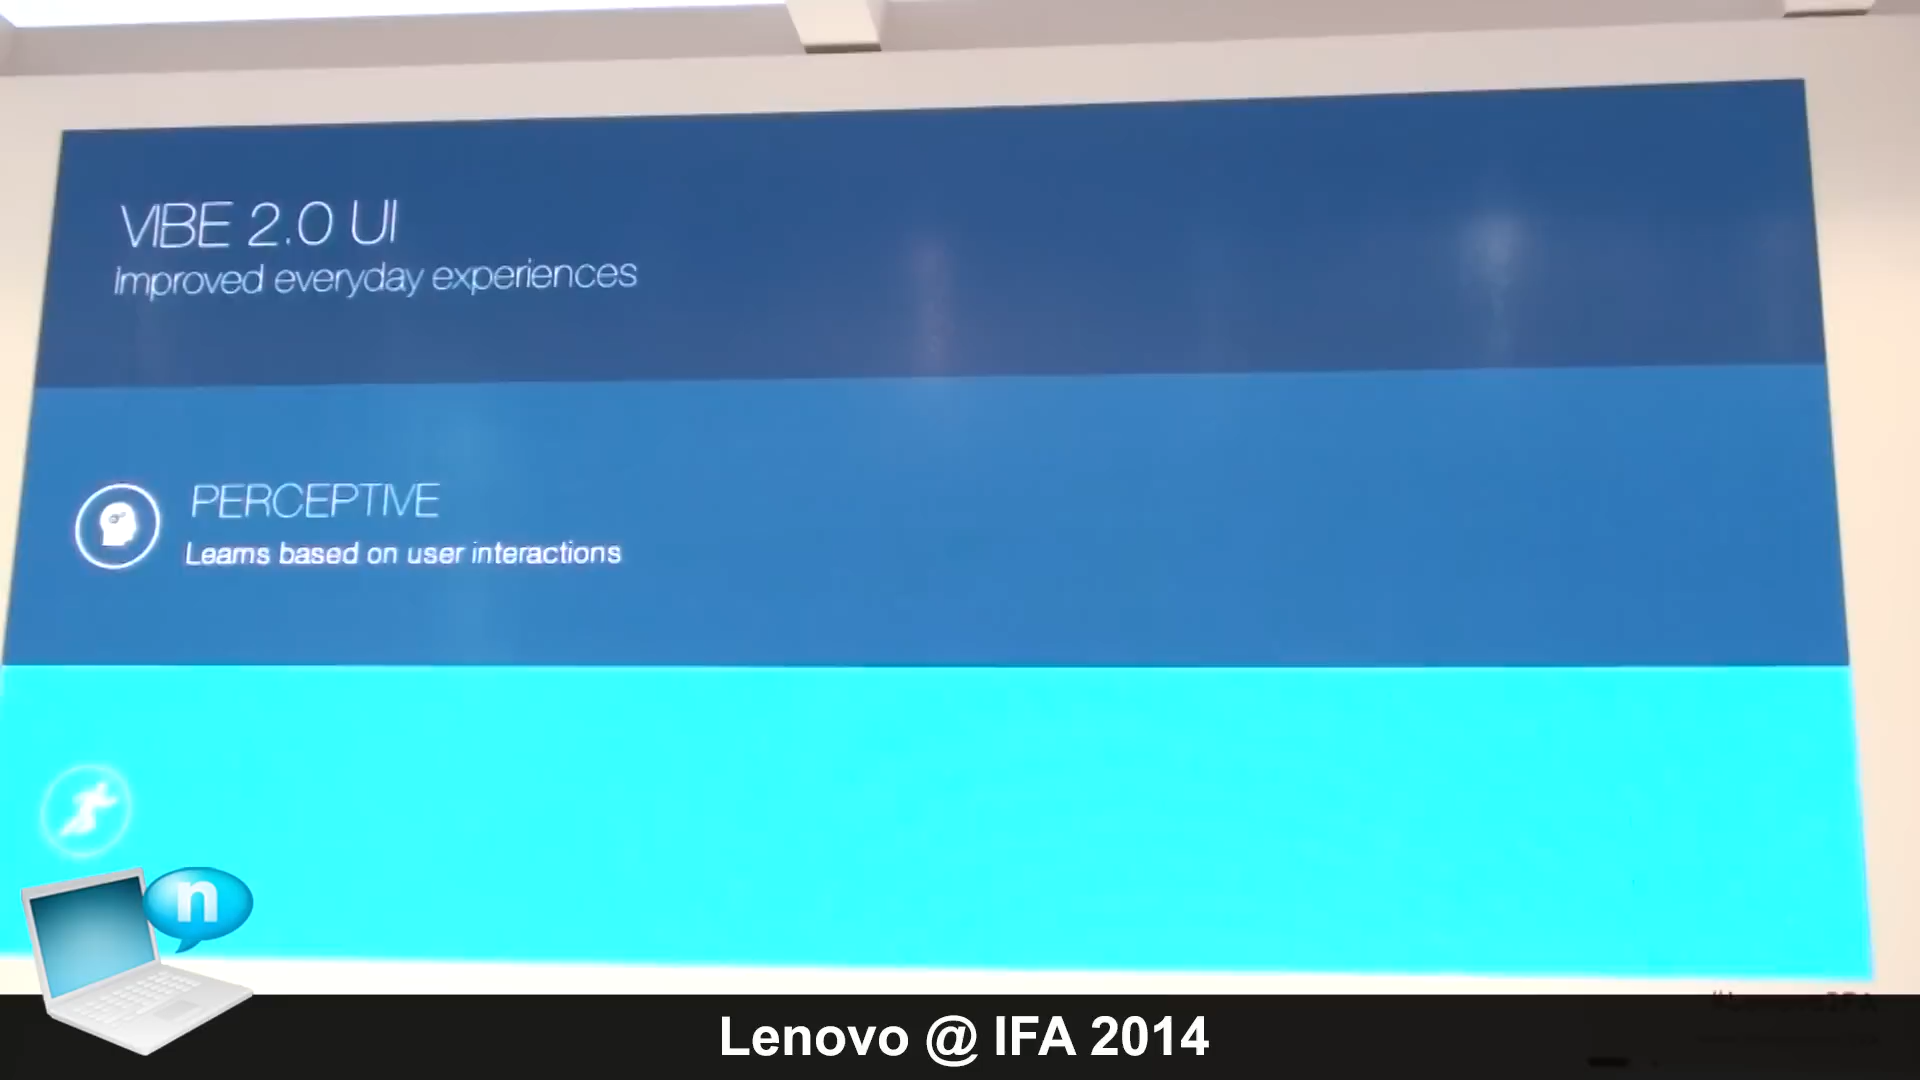 VIBE 2.0 UI
Improved everyday experiences
PERCEPTIVE
Learns based on user interactions
n
Lenovo @ IFA 2014